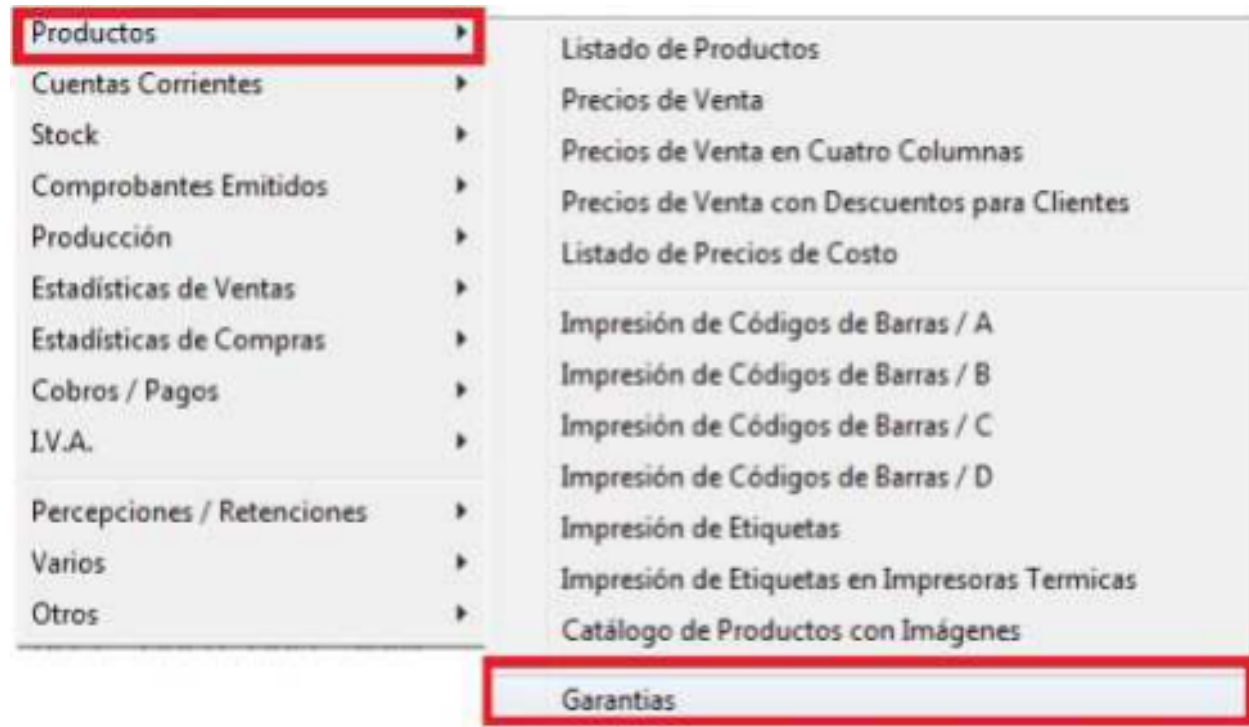 Productos
Cuentas Corrientes
Stock
Comprobantes Emitidos
Producción
Estadísticas de Ventas
Estadísticas de Compras
Cobros / Pagos
I.V.A.
Percepciones / Retenciones
Varios
Otros
Listado de Productos
Precios de Venta
Precios de Venta en Cuatro Columnas
Precios de Venta con Descuentos para Clientes
Listado de Precios de Costo
Impresión de Códigos de Barras / A
Impresión de Códigos de Barras / B
Impresión de Códigos de Barras / C
Impresión de Códigos de Barras / D
Impresión de Etiquetas
Impresión de Etiquetas en Impresoras Termicas
Catálogo de Productos con Imágenes
Garantias